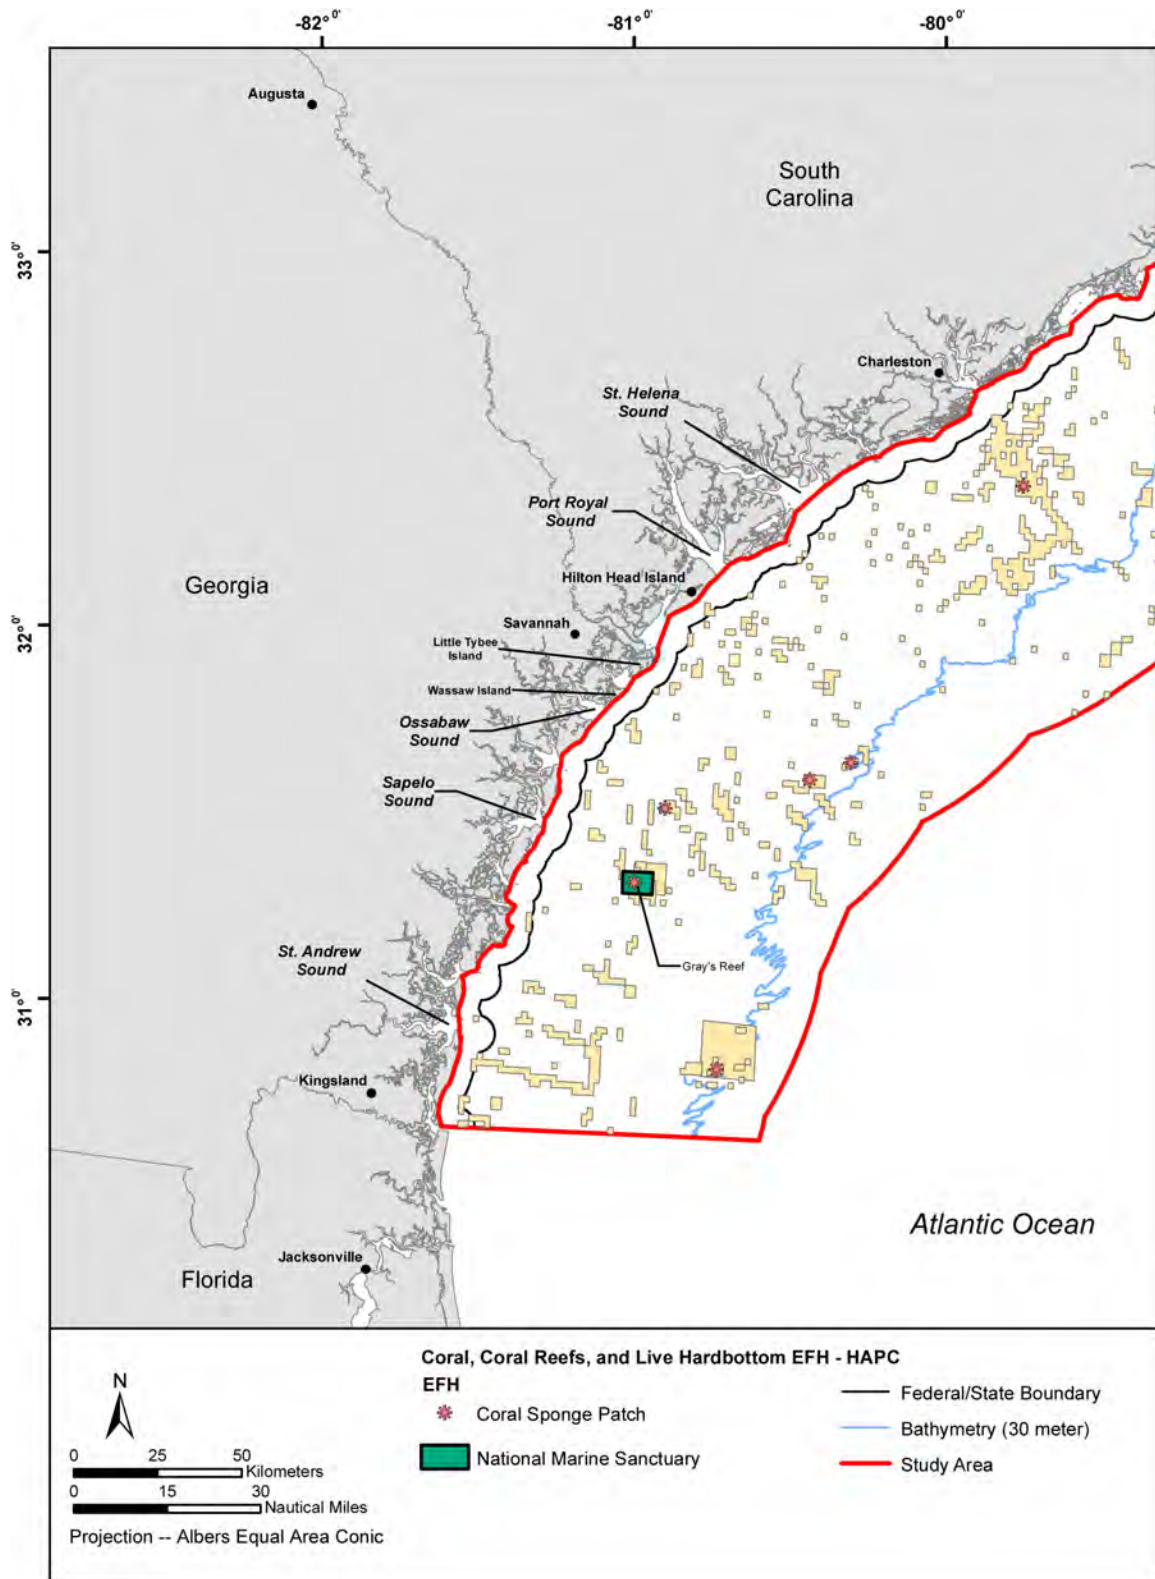 -82°0'
-81°0'
-80°0'
Augusta
South
Carolina
33°0'
Charleston
St. Helena
Sound
Port Royal
Sound
Hilton Head Island
Georgia
32°0'
Savannah
Little Tybee
Island
Wassaw Island
Ossabaw
Sound
Sapelo
Sound
St. Andrew
Sound
Gray's Reef
31°0'
Kingsland
Atlantic Ocean
Jacksonville
Florida
Coral, Coral Reefs, and Live Hardbottom EFH - HAPC
EFH
Coral Sponge Patch
National Marine Sanctuary
Federal/State Boundary
Bathymetry (30 meter)
Study Area
N
0 25 50
Kilometers
0 15 30
Nautical Miles
Projection -- Albers Equal Area Conic